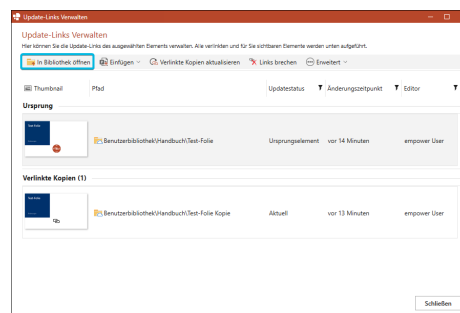 Update-Links Verwalten
Update-Links Verwalten
Hier können Sie die Update-Links des ausgewählten Elements verwalten. Alle verlinkten und für Sie sichtbaren Elemente werden unten aufgeführt.
In Bibliothek öffnen Einfügen Verlinkte Kopien aktualisieren Links brechen Erweitert
Thumbnail Pfad Updatestatus Änderungszeitpunkt Editor
Ursprung
Test-Folie
Benutzerbibliothek\Handbuch\Test-Folie Ursprungselement vor 14 Minuten empower User
Verlinkte Kopien (1)
Test-Folie
Benutzerbibliothek\Handbuch\Test-Folie Kopie Aktuell vor 13 Minuten empower User
Schließen